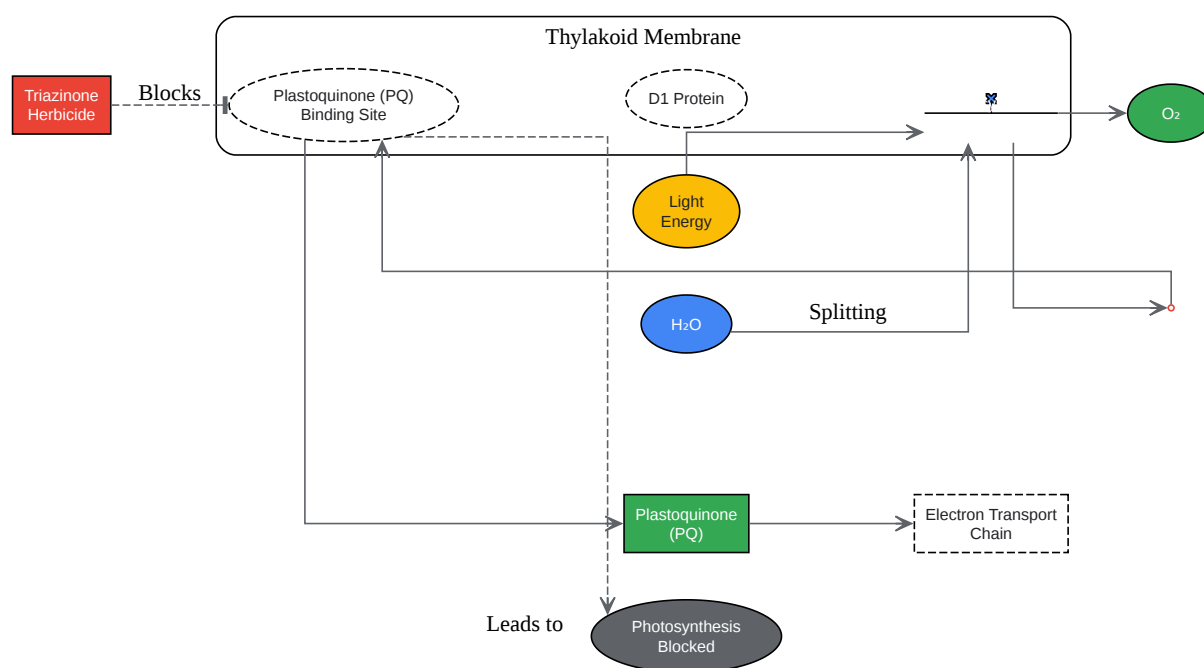 Thylakoid Membrane
Triazinone
Herbicide
Blocks
Plastoquinone (PQ)
Binding Site
D1 Protein
O₂
Light
Energy
H₂O
Splitting
Plastoquinone
(PQ)
Electron Transport
Chain
Leads to
Photosynthesis
Blocked